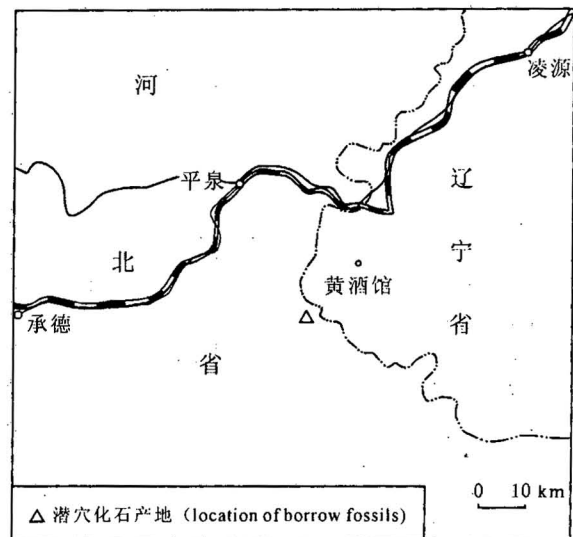 凌源
河
平泉
辽
北
宁
黄酒馆
承德
省
省
0 10 km
△ 潜穴化石产地（location of borrow fossils）